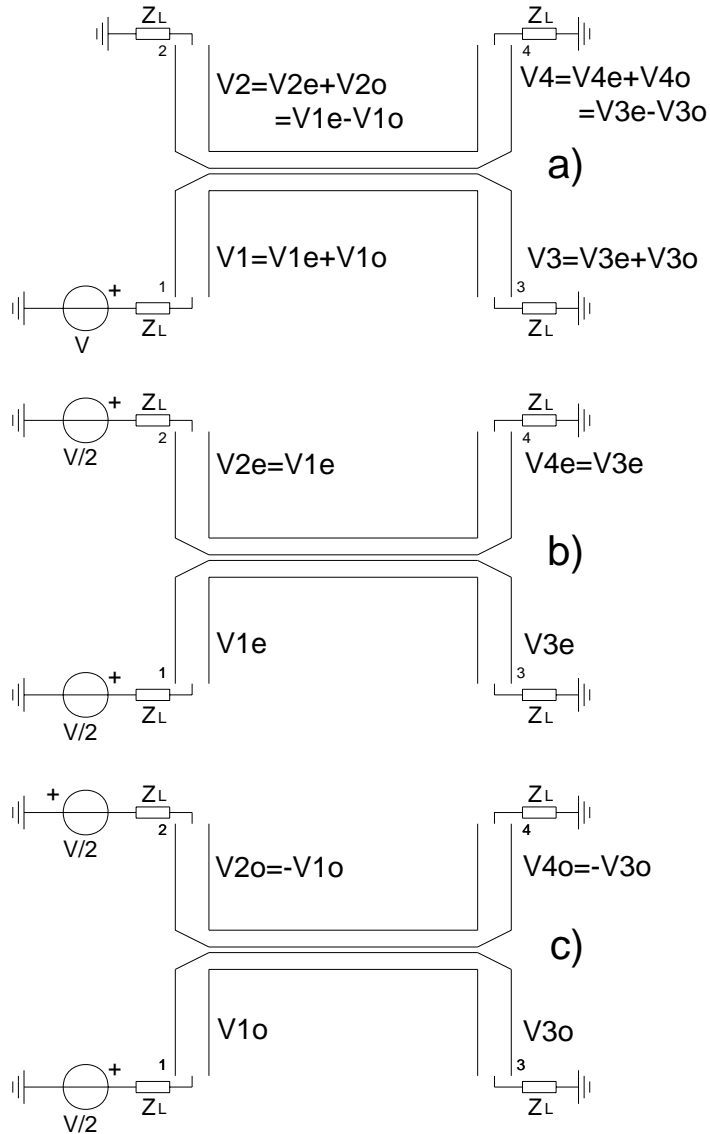 ZL
ZL
2
4
V2=V2e+V2o
=V1e-V1o
V4=V4e+V4o
=V3e-V3o
a)
V1=V1e+V1o
V3=V3e+V3o
1
3
+
ZL
ZL
V
+
ZL
ZL
2
4
V/2
V2e=V1e
V4e=V3e
b)
V1e
V3e
1
3
+
ZL
ZL
V/2
+
ZL
ZL
2
4
V/2
V2o=-V1o
V4o=-V3o
c)
V1o
V3o
1
3
+
ZL
ZL
V/2